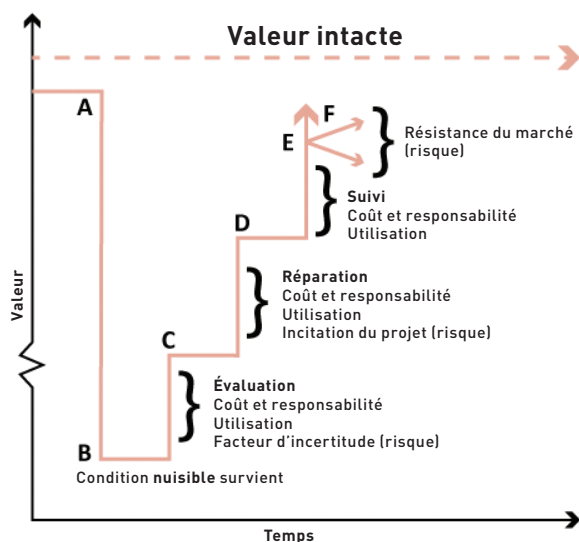 Valeur intacte
A
F
E
Résistance du marché
(risque)
Suivi
Coût et responsabilité
Utilisation
D
Réparation
Coût et responsabilité
Utilisation
Incitation du projet (risque)
Valeur
C
Évaluation
Coût et responsabilité
Utilisation
Facteur d'incertitude (risque)
B
Condition nuisible survient
Temps